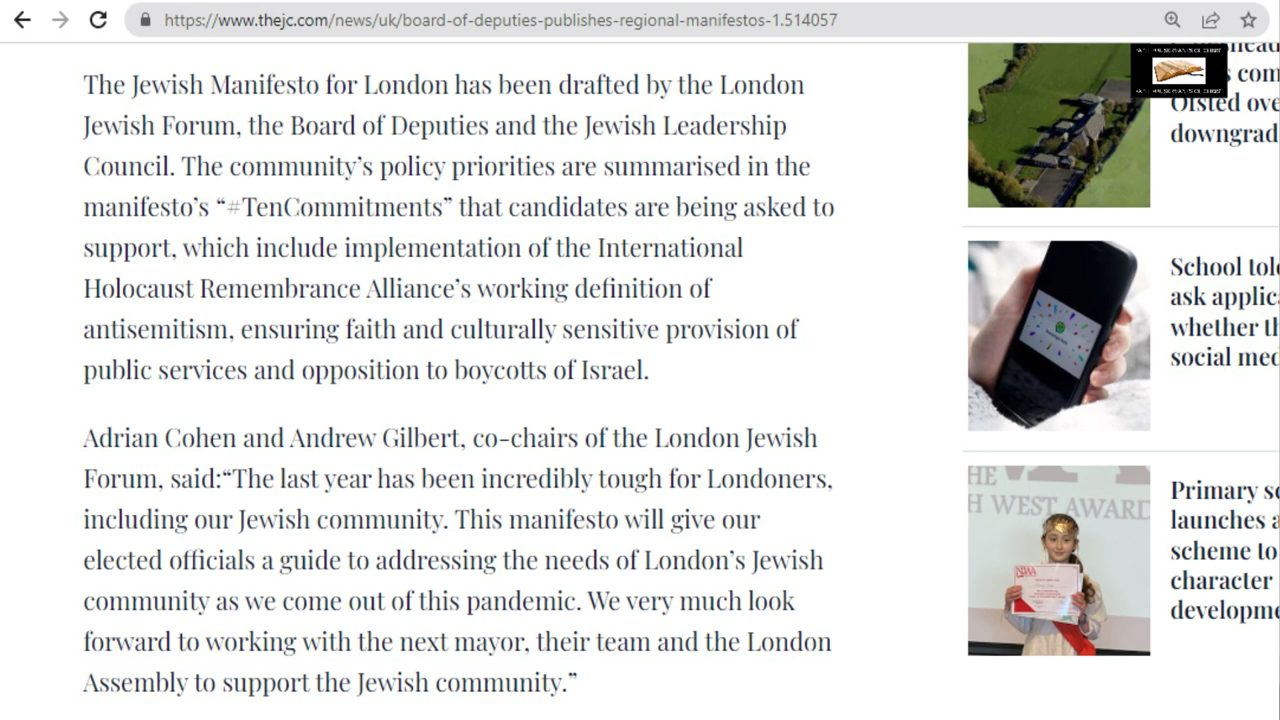 https://www.thejc.com/news/uk/board-of-deputies-publishes-regional-manifestos-1.514057
The Jewish Manifesto for London has been drafted by the London
Jewish Forum, the Board of Deputies and the Jewish Leadership
Council. The community’s policy priorities are summarised in the
manifesto’s “#TenCommitments” that candidates are being asked to
support, which include implementation of the International
Holocaust Remembrance Alliance’s working definition of
antisemitism, ensuring faith and culturally sensitive provision of
public services and opposition to boycotts of Israel.
Adrian Cohen and Andrew Gilbert, co-chairs of the London Jewish
Forum, said:“The last year has been incredibly tough for Londoners,
including our Jewish community. This manifesto will give our
elected officials a guide to addressing the needs of London’s Jewish
community as we come out of this pandemic. We very much look
forward to working with the next mayor, their team and the London
Assembly to support the Jewish community.”
Ofsted ove
downgrad
School tol
ask applic
whether th
social med
THE
H WEST AWARD
Primary s
launches a
scheme to
character
developme